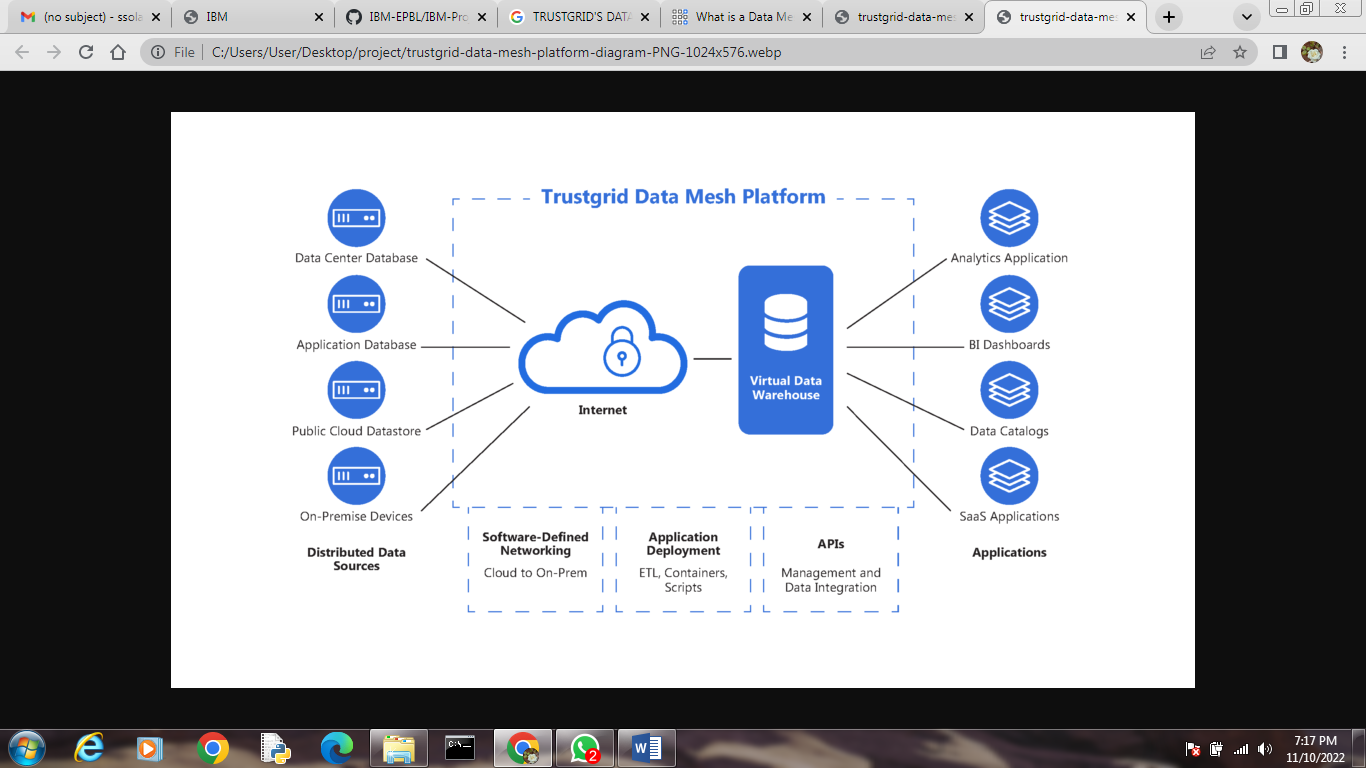 (no subject) - ssola
IBM
IBM-EPBL/IBM-Pro
TRUSTGRID'S DATA
What is a Data Me
trustgrid-data-me
trustgrid-data-me
File
C:/Users/User/Desktop/project/trustgrid-data-mesh-platform-diagram-PNG-1024x576.webp
Trustgrid Data Mesh Platform
Data Center Database
Application Database
Public Cloud Datastore
On-Premise Devices
Distributed Data
Sources
Internet
Virtual Data
Warehouse
Analytics Application
BI Dashboards
Data Catalogs
SaaS Applications
Applications
Software-Defined
Networking
Cloud to On-Prem
Application
Deployment
ETL, Containers,
Scripts
APIs
Management and
Data Integration
2
7:17 PM
11/10/2022